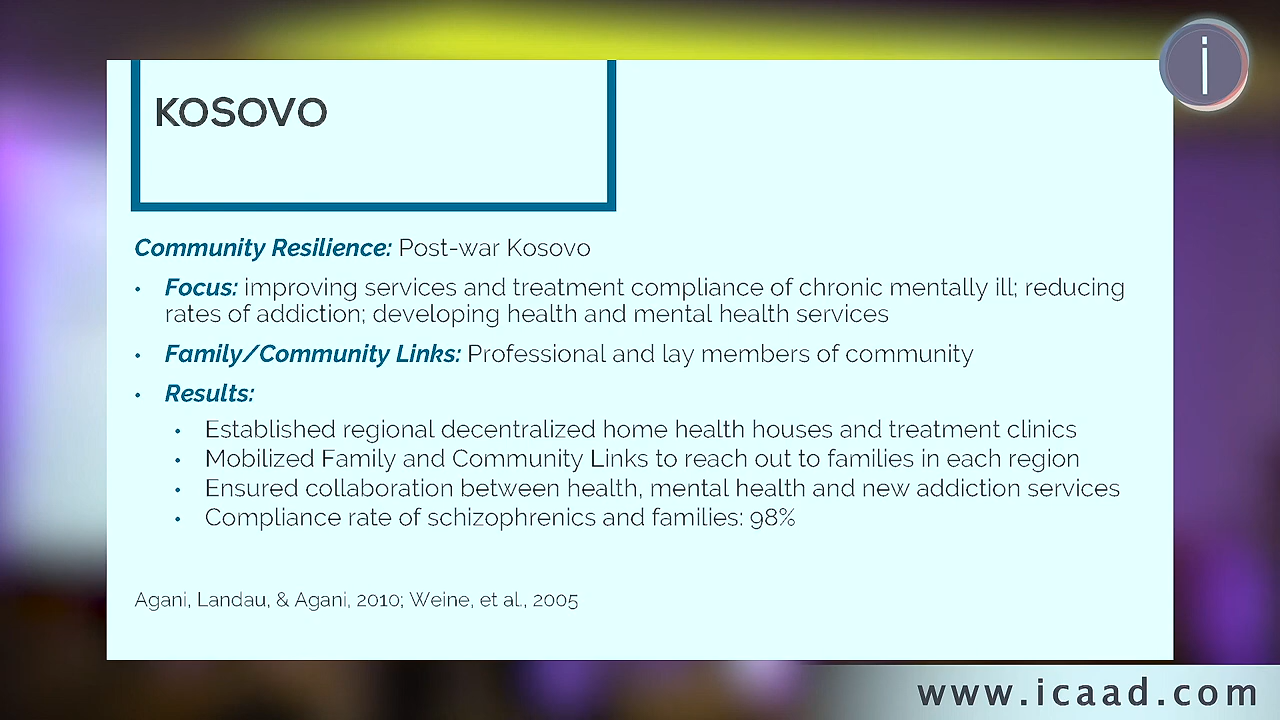 i
KOSOVO
Community Resilience: Post-war Kosovo
• Focus: improving services and treatment compliance of chronic mentally ill; reducing
rates of addiction; developing health and mental health services
• Family/Community Links: Professional and lay members of community
• Results:
• Established regional decentralized home health houses and treatment clinics
• Mobilized Family and Community Links to reach out to families in each region
• Ensured collaboration between health, mental health and new addiction services
• Compliance rate of schizophrenics and families: 98%
Agani, Landau, & Agani, 2010; Weine, et al., 2005
www.icaad.com